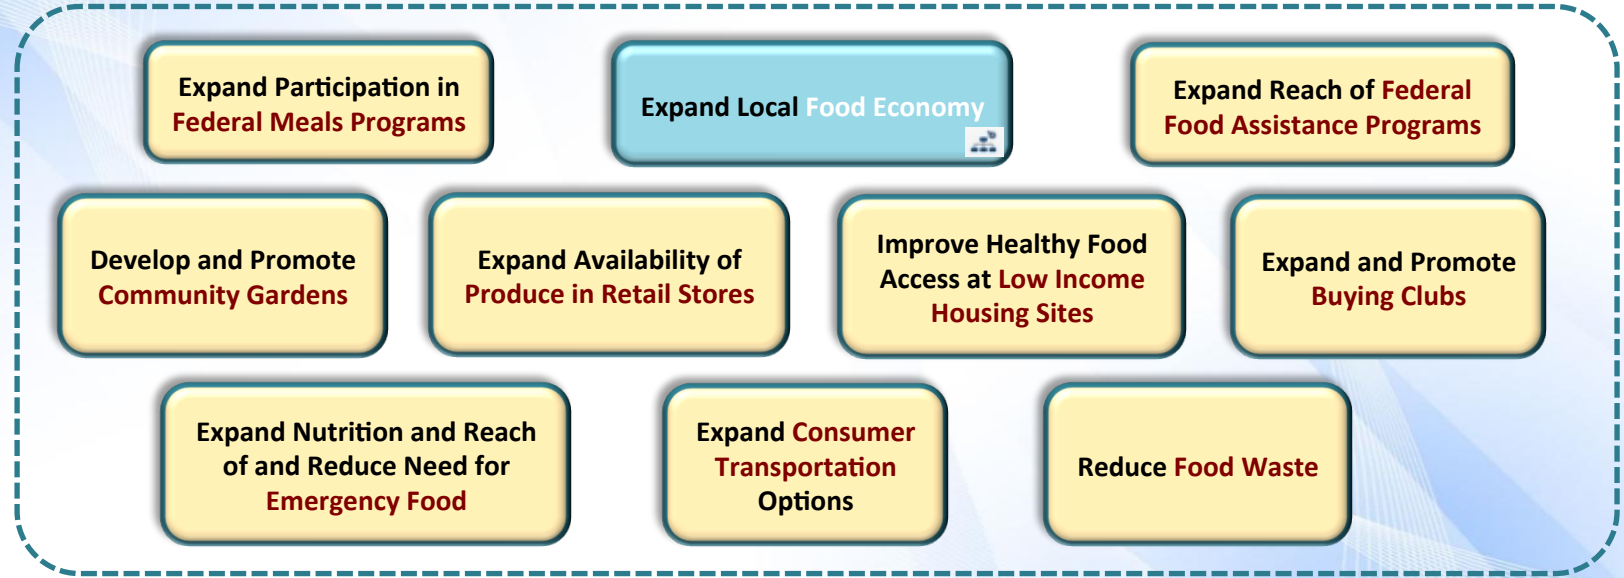 Expand Participation in
Federal Meals Programs
Expand Local Food Economy
Expand Reach of Federal
Food Assistance Programs
Develop and Promote
Community Gardens
Expand Availability of
Produce in Retail Stores
Improve Healthy Food
Access at Low Income
Housing Sites
Expand and Promote
Buying Clubs
Expand Nutrition and Reach
of and Reduce Need for
Emergency Food
Expand Consumer
Transportation
Options
Reduce Food Waste